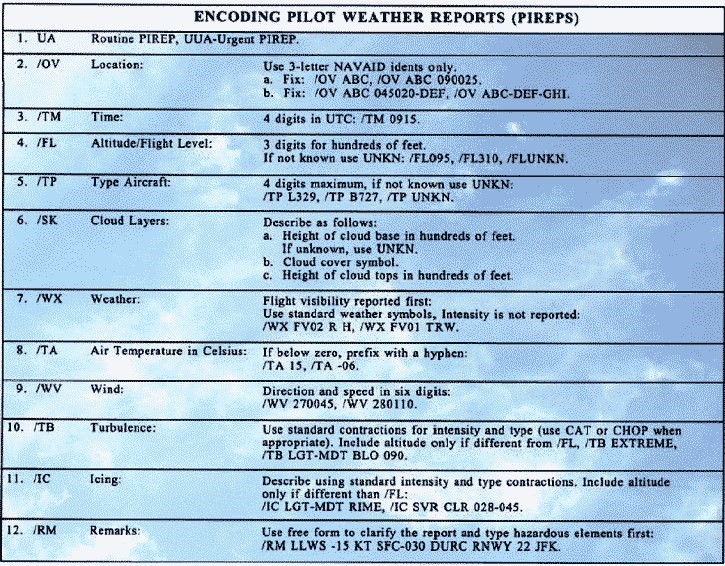 ENCODING PILOT WEATHER REPORTS (PIREPS)
1. UA Routine PIREP, UUA-Urgent PIREP.
2. /OV Location: Use 3-letter NAVAID idents only.
a. Fix: /OV ABC, /OV ABC 090025.
b. Fix: /OV ABC 045020-DEF, /OV ABC-DEF-GHI.
3. /TM Time: 4 digits in UTC: /TM 0915.
4. /FL Altitude/Flight Level: 3 digits for hundreds of feet.
If not known use UNKN: /FL095, /FL310, /FLUNKN.
5. /TP Type Aircraft: 4 digits maximum, if not known use UNKN:
/TP L329, /TP B727, /TP UNKN.
6. /SK Cloud Layers: Describe as follows:
a. Height of cloud base in hundreds of feet.
If unknown, use UNKN.
b. Cloud cover symbol.
c. Height of cloud tops in hundreds of feet.
7. /WX Weather: Flight visibility reported first:
Use standard weather symbols, Intensity is not reported:
/WX FV02 R H, /WX FV01 TRW.
8. /TA Air Temperature in Celsius: If below zero, prefix with a hyphen:
/TA 15, /TA -06.
9. /WV Wind: Direction and speed in six digits:
/WV 270045, /WV 280110.
10. /TB Turbulence: Use standard contractions for intensity and type (use CAT or CHOP when
appropriate). Include altitude only if different from /FL, /TB EXTREME,
/TB LGT-MDT BLO 090.
11. /IC Icing: Describe using standard intensity and type contractions. Include altitude
only if different than /FL:
/IC LGT-MDT RIME, /IC SVR CLR 028-045.
12. /RM Remarks: Use free form to clarify the report and type hazardous elements first:
/RM LLWS -15 KT SFC-030 DURC RNWY 22 JFK.